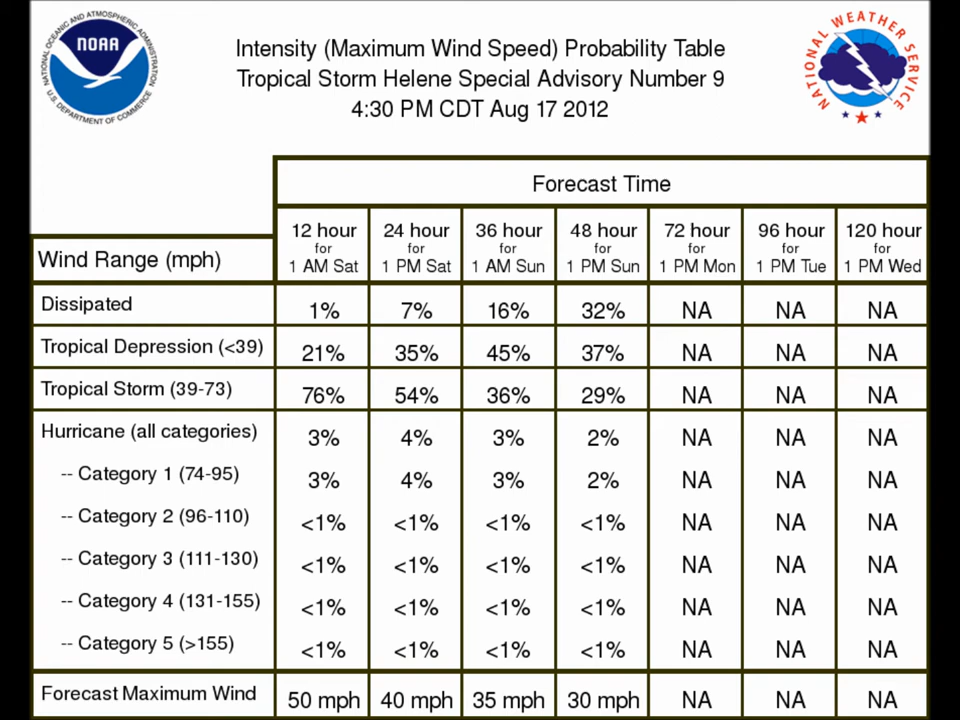 NOAA
NATIONAL OCEANIC AND ATMOSPHERIC ADMINISTRATION
U.S. DEPARTMENT OF COMMERCE
NATIONAL WEATHER SERVICE
Intensity (Maximum Wind Speed) Probability Table
Tropical Storm Helene Special Advisory Number 9
4:30 PM CDT Aug 17 2012
Forecast Time
12 hour 24 hour 36 hour 48 hour 72 hour 96 hour 120 hour
for for for for for for for
Wind Range (mph) 1 AM Sat 1 PM Sat 1 AM Sun 1 PM Sun 1 PM Mon 1 PM Tue 1 PM Wed
Dissipated 1% 7% 16% 32% NA NA NA
Tropical Depression (<39) 21% 35% 45% 37% NA NA NA
Tropical Storm (39-73) 76% 54% 36% 29% NA NA NA
Hurricane (all categories) 3% 4% 3% 2% NA NA NA
-- Category 1 (74-95) 3% 4% 3% 2% NA NA NA
-- Category 2 (96-110) <1% <1% <1% <1% NA NA NA
-- Category 3 (111-130) <1% <1% <1% <1% NA NA NA
-- Category 4 (131-155) <1% <1% <1% <1% NA NA NA
-- Category 5 (>155) <1% <1% <1% <1% NA NA NA
Forecast Maximum Wind 50 mph 40 mph 35 mph 30 mph NA NA NA